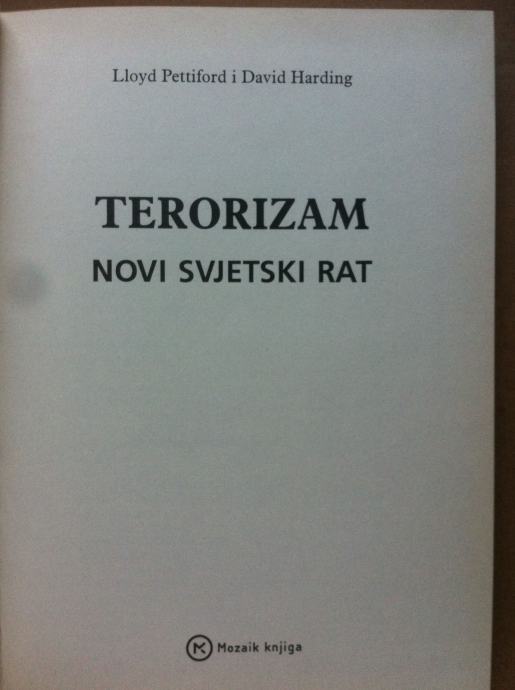 Lloyd Pettiford i David Harding
TERORIZAM
NOVI SVJETSKI RAT
Mozaik knjiga